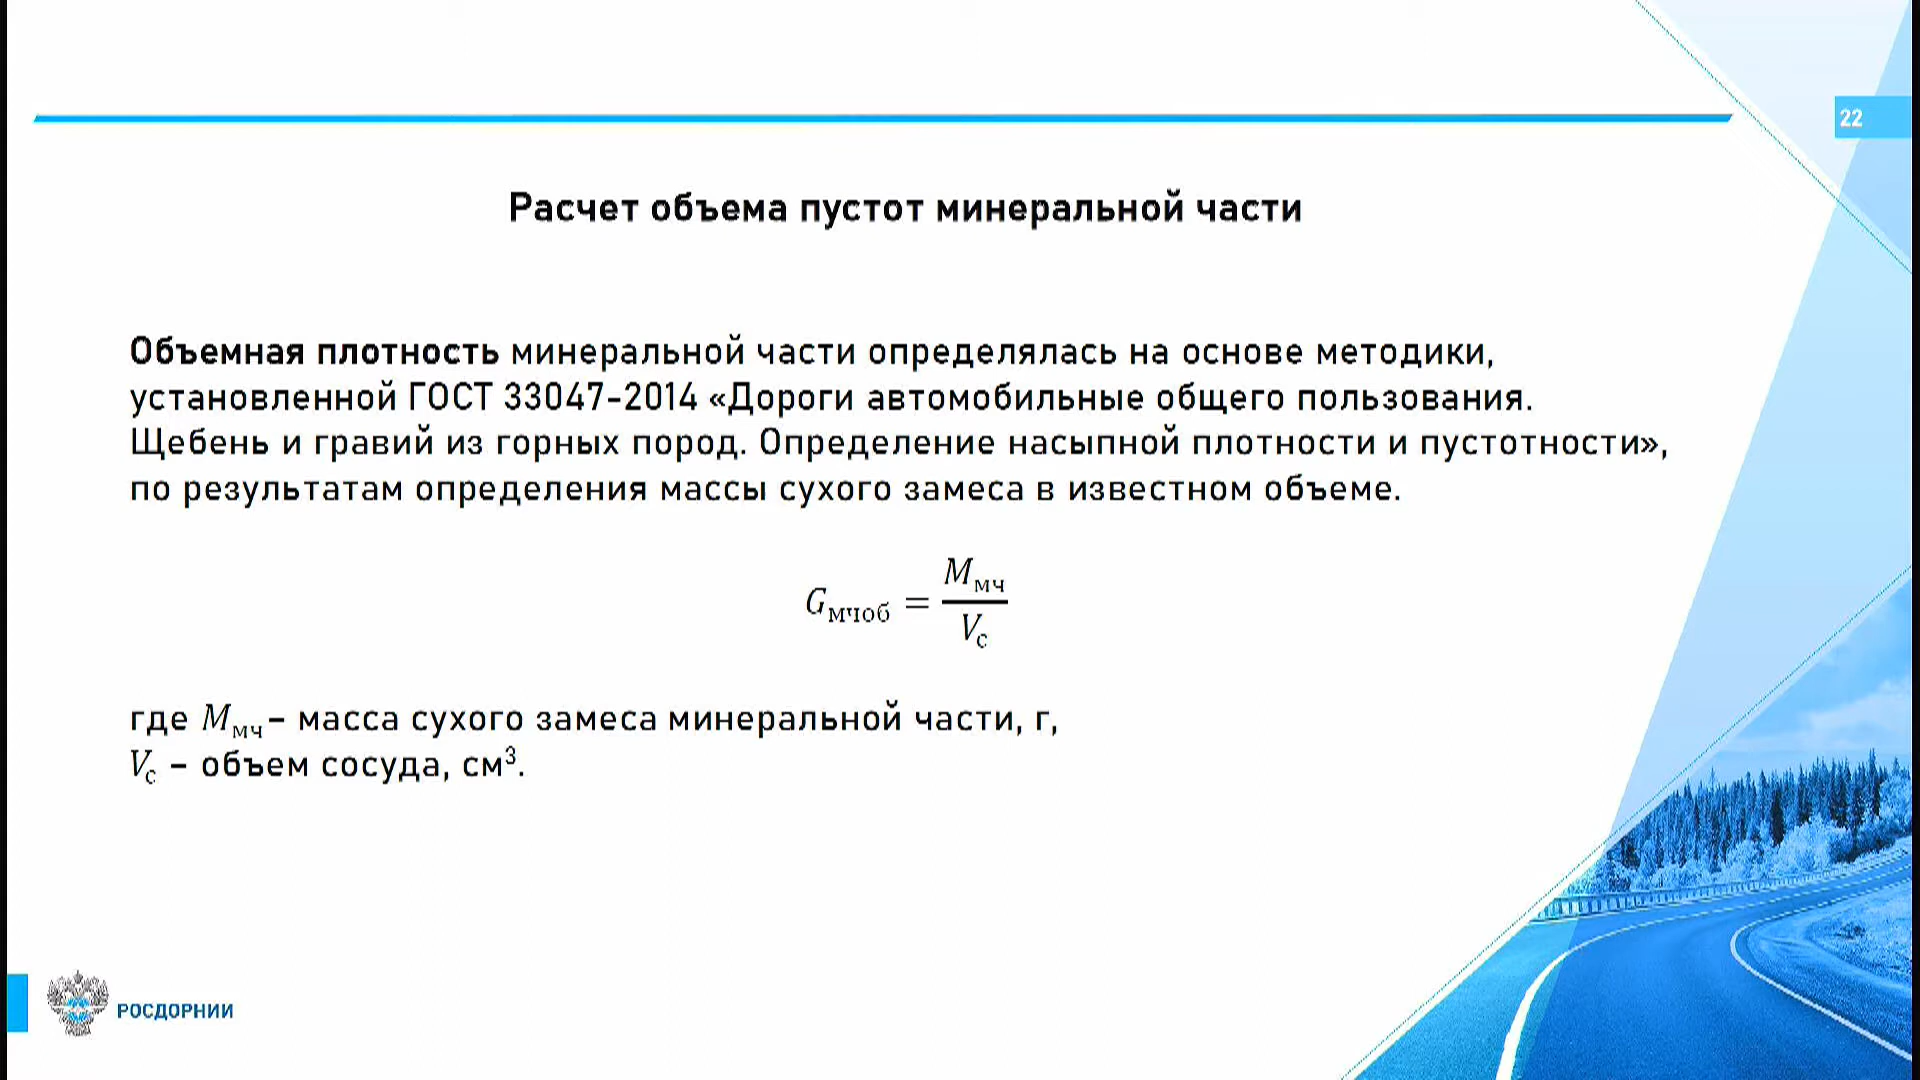 22
Расчет объема пустот минеральной части
Объемная плотность минеральной части определялась на основе методики,
установленной ГОСТ 33047-2014 «Дороги автомобильные общего пользования.
Щебень и гравий из горных пород. Определение насыпной плотности и пустотности»,
по результатам определения массы сухого замеса в известном объеме.
Gмчоб = Mмч / Vс
где Mмч – масса сухого замеса минеральной части, г,
Vс – объем сосуда, см³.
РОСДОРНИИ